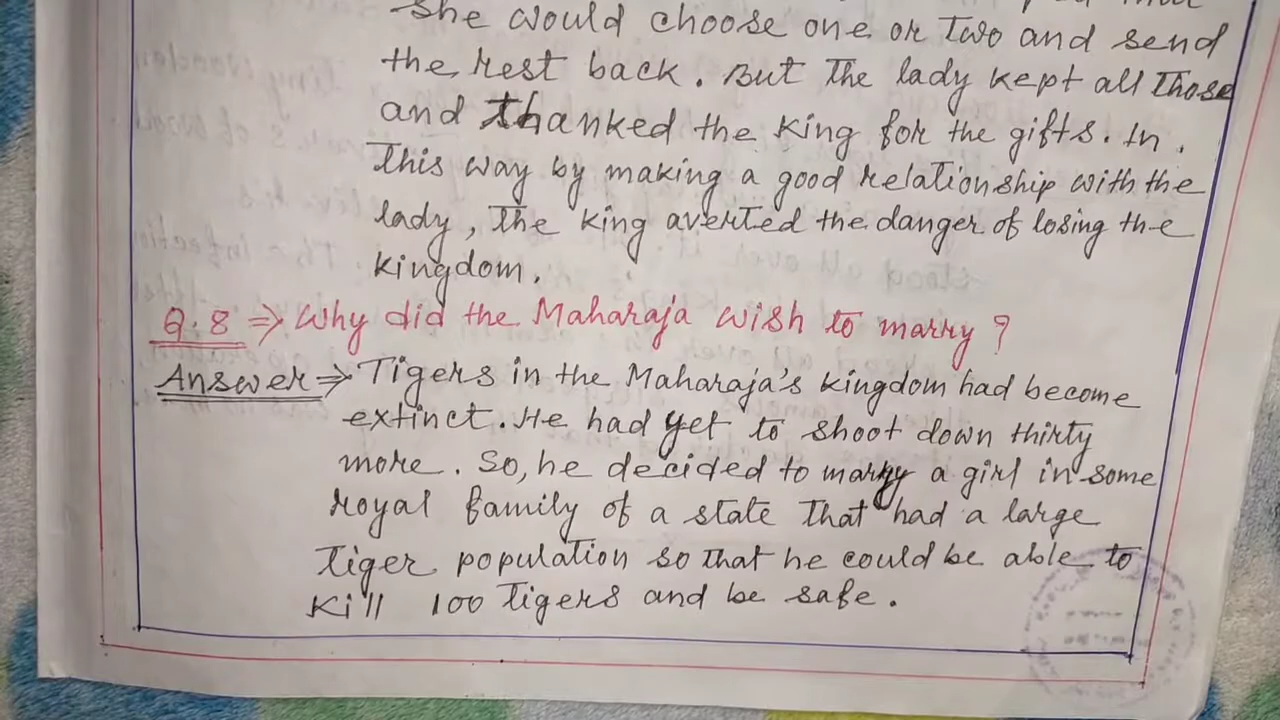 She would choose one or two and send
the rest back. But the lady kept all those
and thanked the King for the gifts. In
this way by making a good relationship with the
lady, the king averted the danger of losing the
kingdom.
Q.8 ⇒ Why did the Maharaja wish to marry?
Answer ⇒ Tigers in the Maharaja's kingdom had become
extinct. He had yet to shoot down thirty
more. So, he decided to marry a girl in some
royal family of a state that had a large
tiger population so that he could be able to
Kill 100 Tigers and be safe.